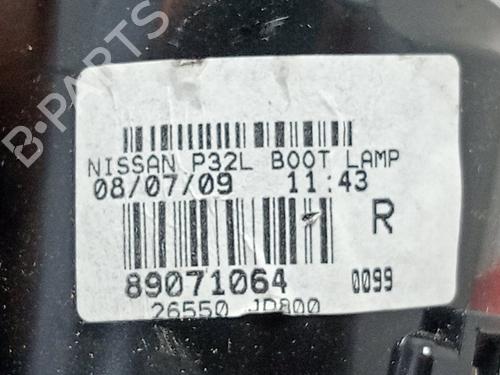 B-PARTS
NISSAN P32L BOOT LAMP
08/07/09 11:43
R
89071064 0099
26550 JD800